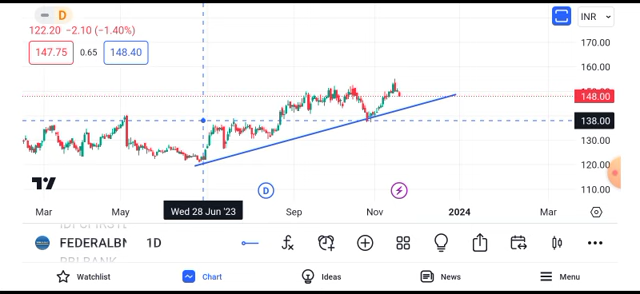 D
INR
122.20 −2.10 (−1.40%)
147.75 0.65 148.40
170.00
160.00
148.00
138.00
130.00
120.00
110.00
D
Mar May Wed 28 Jun '23 Sep Nov 2024 Mar
FEDERALBN 1D
Watchlist Chart Ideas News Menu